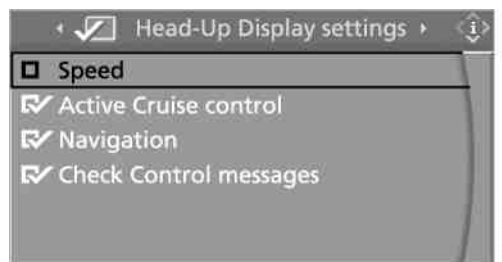 Head-Up Display settings
i
Speed
Active Cruise control
Navigation
Check Control messages